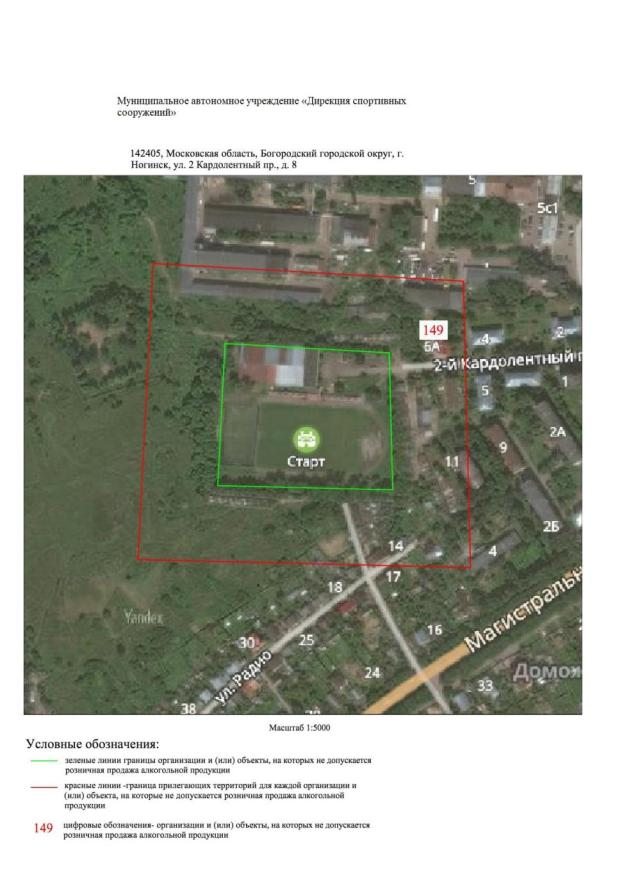 Муниципальное автономное учреждение «Дирекция спортивных
сооружений»
142405, Московская область, Богородский городской округ, г.
Ногинск, ул. 2 Кардолентный пр., д. 8
5
5с1
149
6А
4
2
2-й Кардолентный п
5
1
2А
9
Старт
11
2Б
14
4
17
18
Магистральн
Yandex
16
30
25
24
Домох
ул. Радио
33
38
Масштаб 1:5000
Условные обозначения:
зеленые линии границы организации и (или) объекты, на которых не допускается
розничная продажа алкогольной продукции
красные линии -граница прилегающих территорий для каждой организации и
(или) объекта, на которые не допускается розничная продажа алкогольной
продукции
149 цифровые обозначения- организации и (или) объекты, на которых не допускается
розничная продажа алкогольной продукции